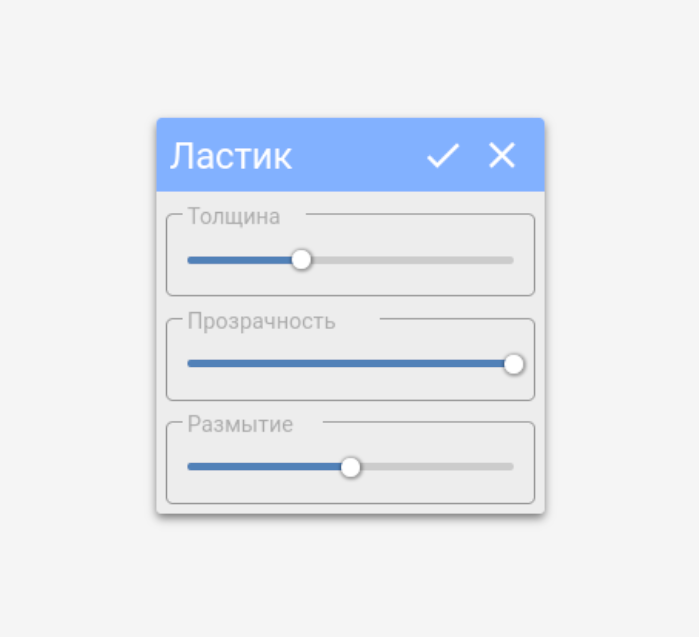 Ластик
Толщина
Прозрачность
Размытие